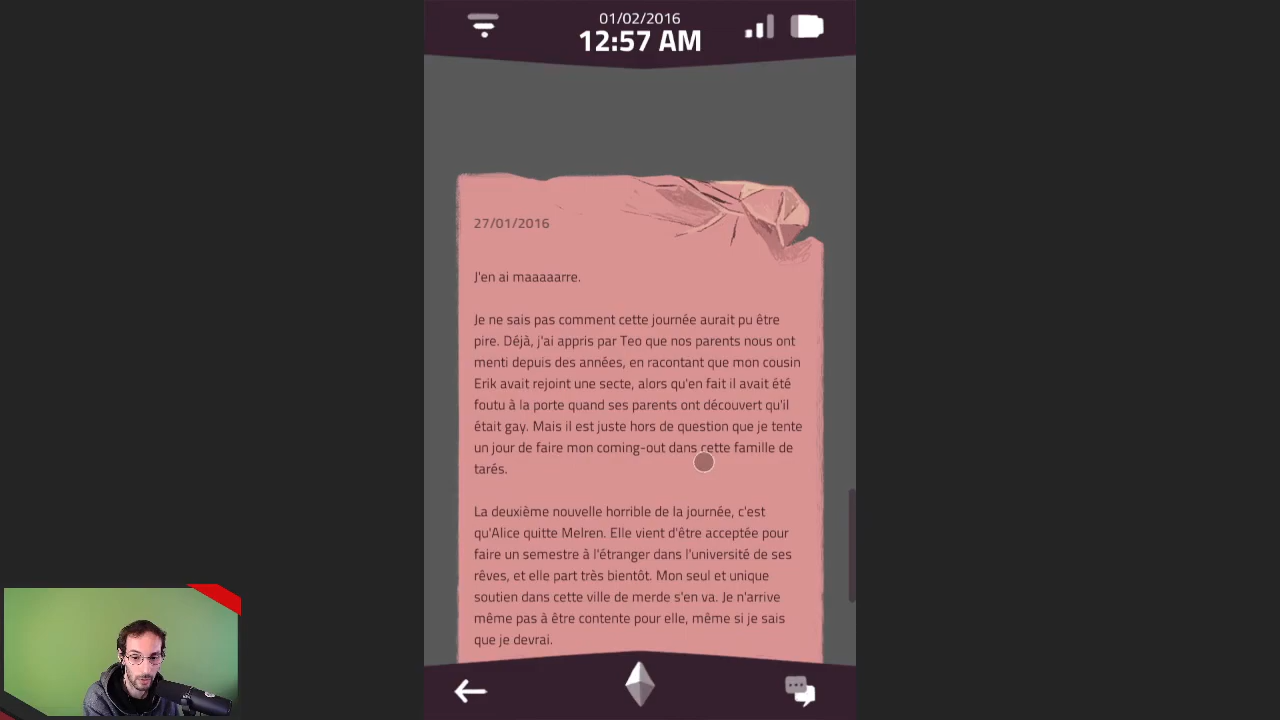 01/02/2016
12:57 AM
27/01/2016
J'en ai maaaaarre.
Je ne sais pas comment cette journée aurait pu être
pire. Déjà, j'ai appris par Teo que nos parents nous ont
menti depuis des années, en racontant que mon cousin
Erik avait rejoint une secte, alors qu'en fait il avait été
foutu à la porte quand ses parents ont découvert qu'il
était gay. Mais il est juste hors de question que je tente
un jour de faire mon coming-out dans cette famille de
tarés.
La deuxième nouvelle horrible de la journée, c'est
qu'Alice quitte Melren. Elle vient d'être acceptée pour
faire un semestre à l'étranger dans l'université de ses
rêves, et elle part très bientôt. Mon seul et unique
soutien dans cette ville de merde s'en va. Je n'arrive
même pas à être contente pour elle, même si je sais
que je devrai.